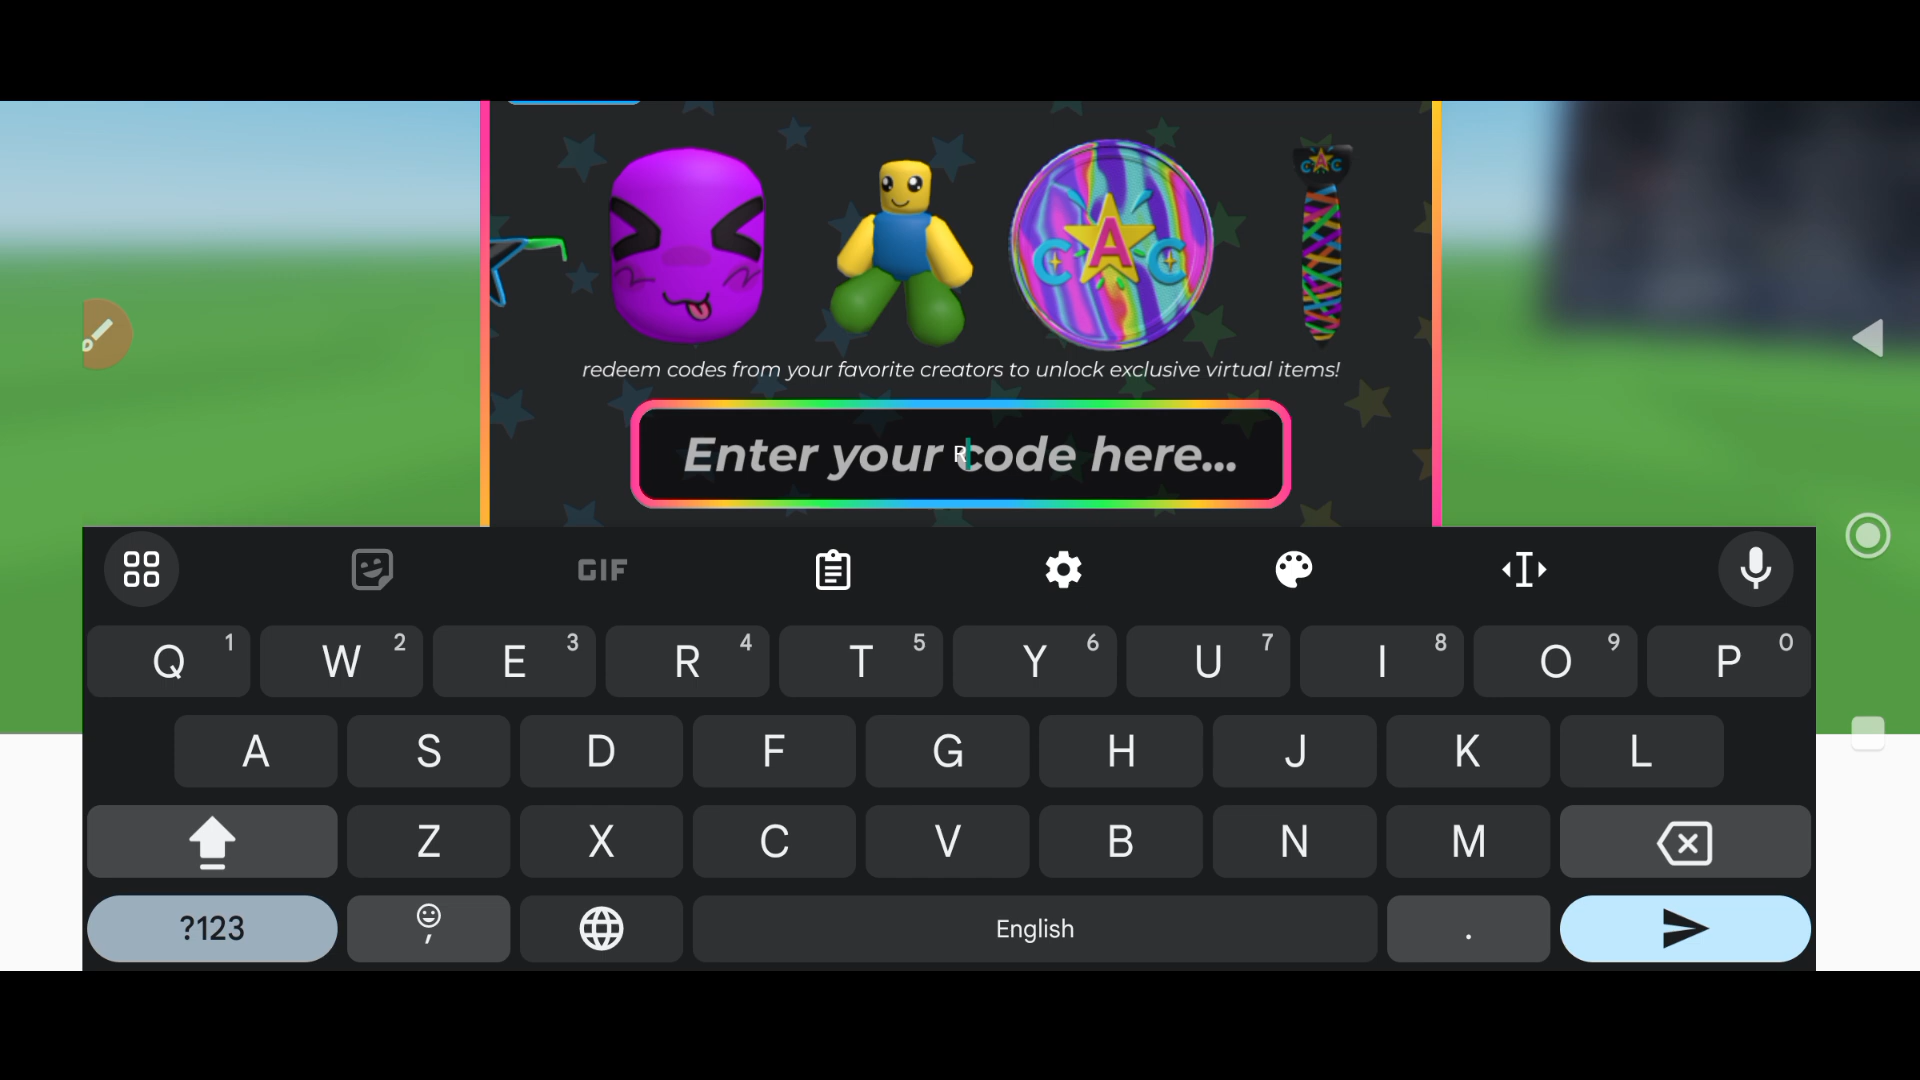 CAC
CAC
redeem codes from your favorite creators to unlock exclusive virtual items!
Enter your code here...
R
GIF
Q 1 W 2 E 3 R 4 T 5 Y 6 U 7 I 8 O 9 P 0
A S D F G H J K L
Z X C V B N M
?123 , English .